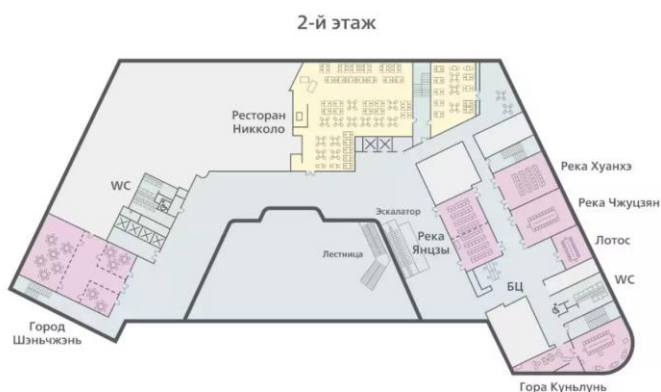 2-й этаж
Ресторан
Никколо
WC
Эскалатор
Лестница
Река
Янцзы
Река Хуанхэ
Река Чжуцзян
Лотос
WC
БЦ
Город
Шэньчжэнь
Гора Куньлунь